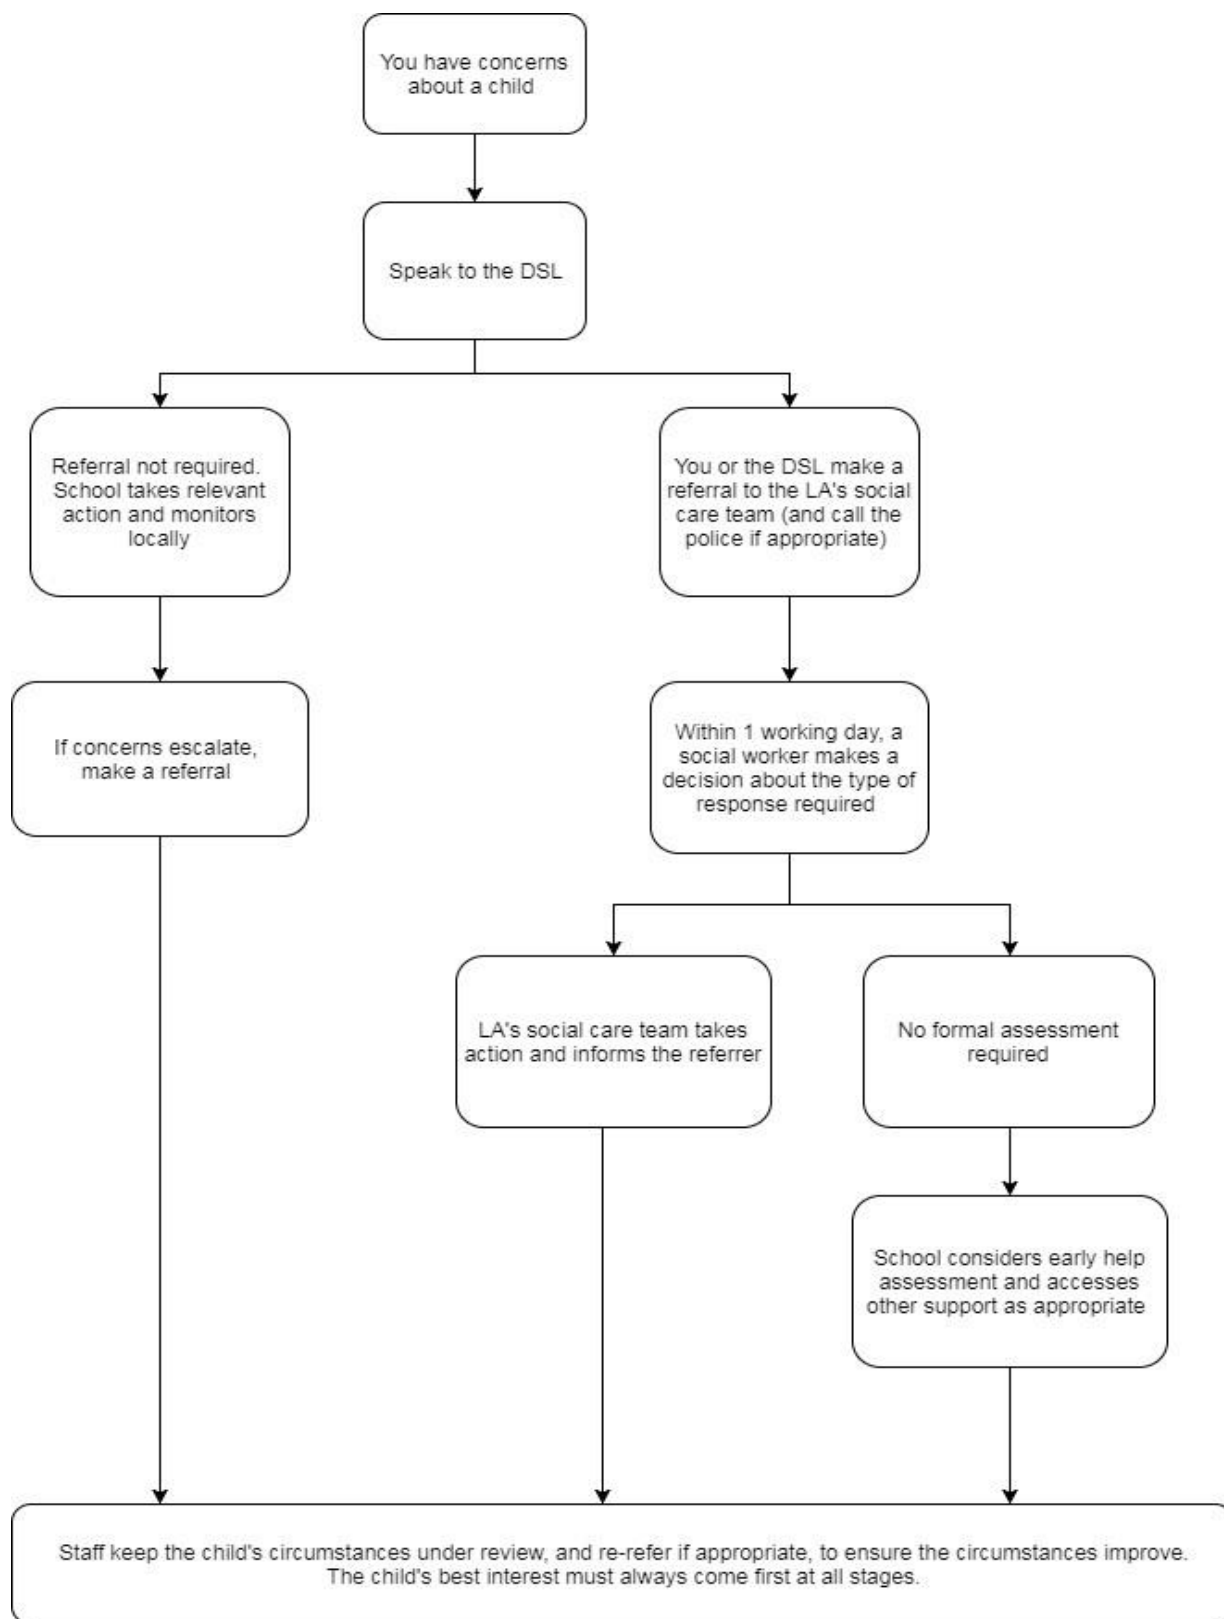 You have concerns
about a child
Speak to the DSL
Referral not required.
School takes relevant
action and monitors
locally
You or the DSL make a
referral to the LA's social
care team (and call the
police if appropriate)
If concerns escalate,
make a referral
Within 1 working day, a
social worker makes a
decision about the type of
response required
LA's social care team takes
action and informs the referrer
No formal assessment
required
School considers early help
assessment and accesses
other support as appropriate
Staff keep the child's circumstances under review, and re-refer if appropriate, to ensure the circumstances improve.
The child's best interest must always come first at all stages.